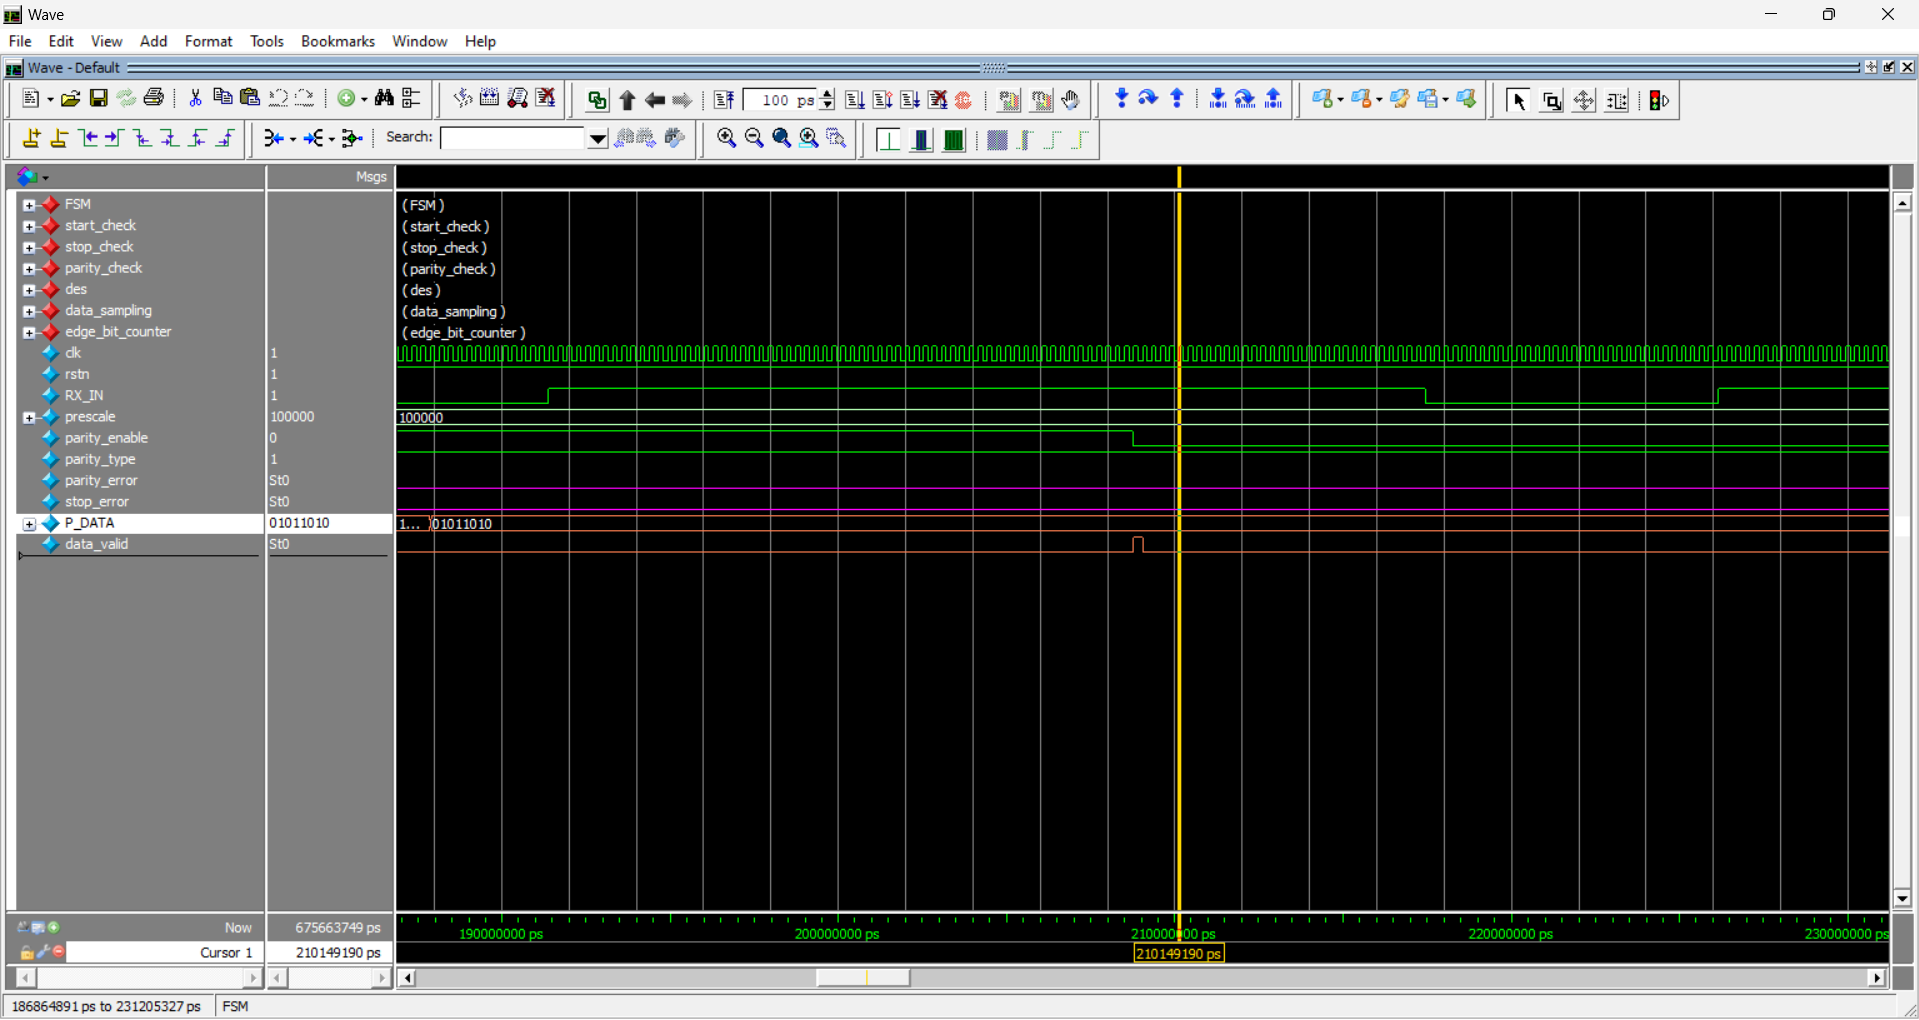 Wave
File Edit View Add Format Tools Bookmarks Window Help
Wave - Default
100 ps
Search:
Msgs
FSM (FSM)
start_check (start_check)
stop_check (stop_check)
parity_check (parity_check)
des (des)
data_sampling (data_sampling)
edge_bit_counter (edge_bit_counter)
clk 1
rstn 1
RX_IN 1
prescale 100000 100000
parity_enable 0
parity_type 1
parity_error St0
stop_error St0
P_DATA 01011010 1... 01011010
data_valid St0
Now 675663749 ps 190000000 ps 200000000 ps 210000000 ps 220000000 ps 230000000 ps
Cursor 1 210149190 ps 210149190 ps
186864891 ps to 231205327 ps FSM